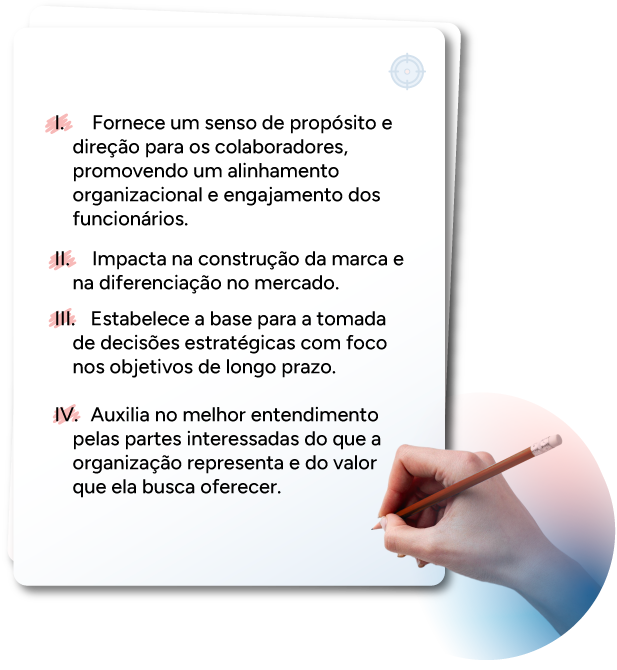 I. Fornece um senso de propósito e
direção para os colaboradores,
promovendo um alinhamento
organizacional e engajamento dos
funcionários.
II. Impacta na construção da marca e
na diferenciação no mercado.
III. Estabelece a base para a tomada
de decisões estratégicas com foco
nos objetivos de longo prazo.
IV. Auxilia no melhor entendimento
pelas partes interessadas do que a
organização representa e do valor
que ela busca oferecer.